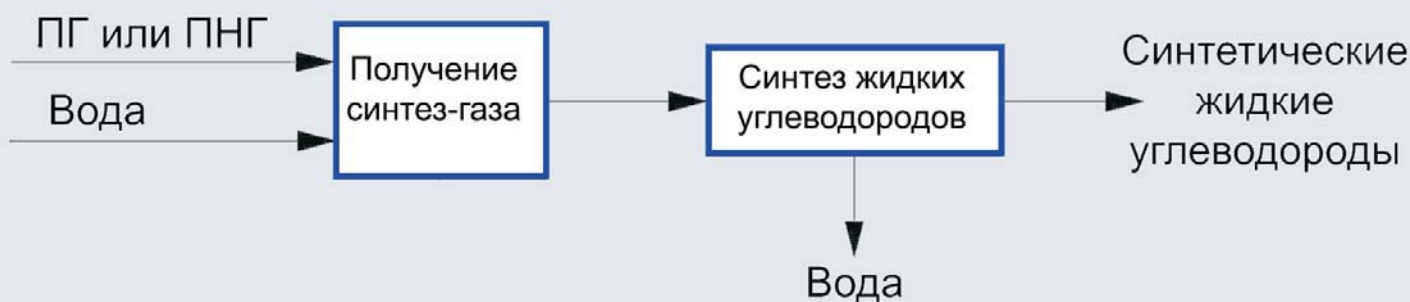 ПГ или ПНГ
Вода
Получение
синтез-газа
Синтез жидких
углеводородов
Синтетические
жидкие
углеводороды
Вода